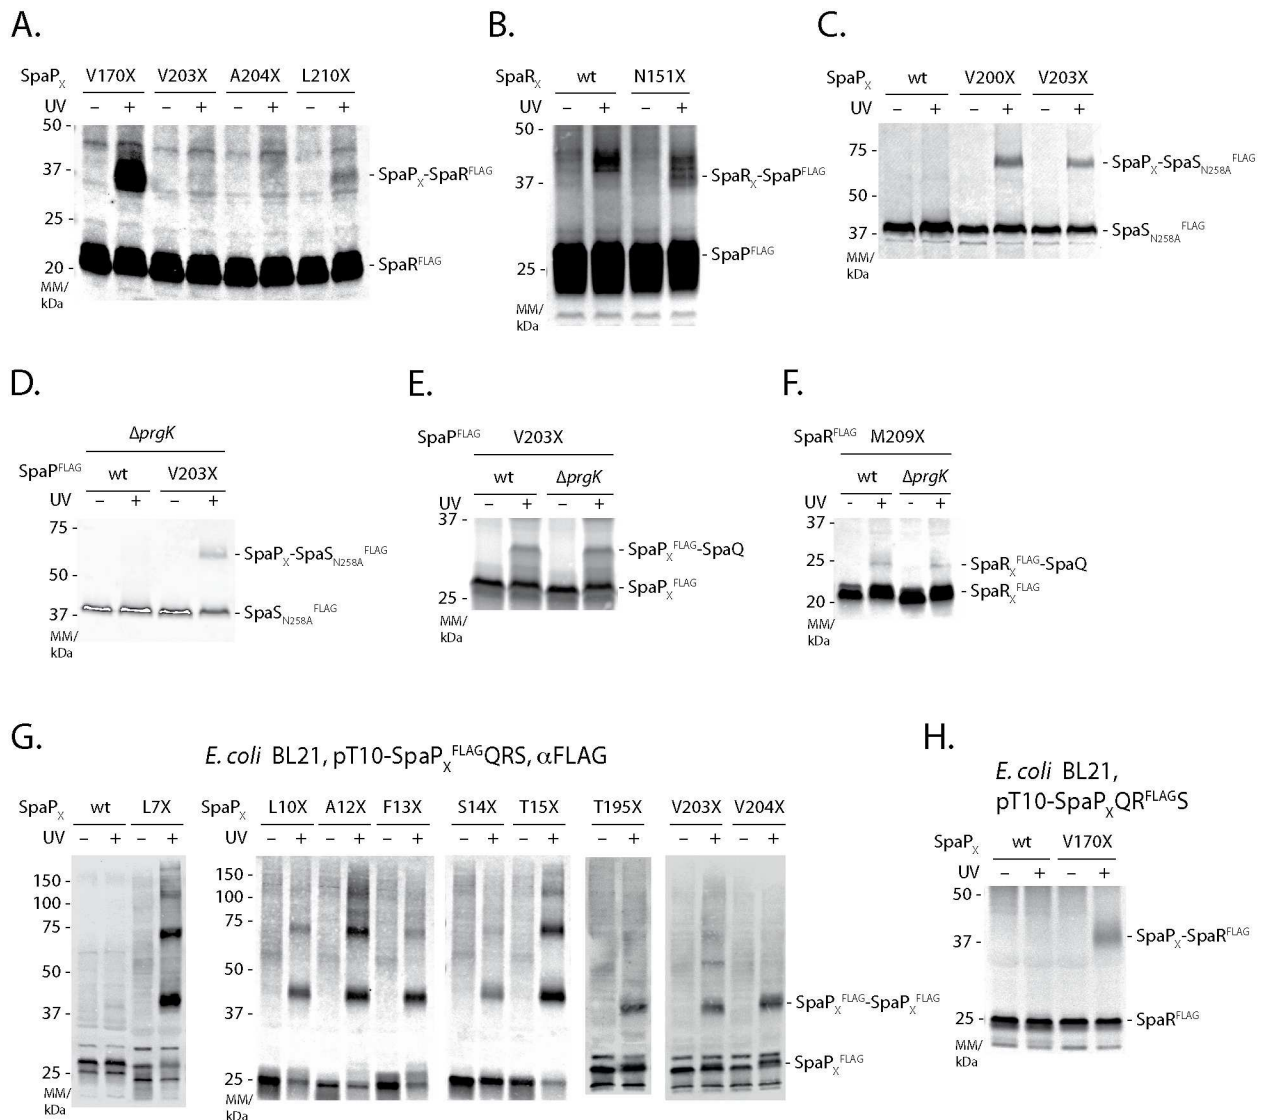 A.
SpaPX V170X V203X A204X L210X
UV – + – + – + – +
50 -
37 -
25 -
20 -
MM/
kDa
- SpaPX-SpaRFLAG
- SpaRFLAG
B.
SpaRX wt N151X
UV – + – +
50 -
37 -
25 -
MM/
kDa
- SpaRX-SpaPFLAG
- SpaPFLAG
C.
SpaPX wt V200X V203X
UV – + – + – +
75 -
50 -
37 -
MM/
kDa
- SpaPX-SpaSN258AFLAG
- SpaSN258AFLAG
D.
ΔprgK
SpaPFLAG wt V203X
UV – + – +
75 -
50 -
37 -
MM/
kDa
- SpaPX-SpaSN258AFLAG
- SpaSN258AFLAG
E.
SpaPFLAG V203X
wt ΔprgK
UV – + – +
37 -
25 -
MM/
kDa
- SpaPXFLAG-SpaQ
- SpaPXFLAG
F.
SpaRFLAG M209X
wt ΔprgK
UV – + – +
37 -
25 -
20 -
MM/
kDa
- SpaRXFLAG-SpaQ
- SpaRXFLAG
G.
E. coli BL21, pT10-SpaPXFLAGQRS, αFLAG
SpaPX wt L7X
UV – + – +
150 -
100 -
75 -
50 -
37 -
25 -
MM/
kDa
SpaPX L10X A12X F13X S14X T15X T195X V203X V204X
UV – + – + – + – + – + – + – + – +
150 -
100 -
75 -
50 -
37 -
25 -
MM/
kDa
- SpaPXFLAG-SpaPXFLAG
- SpaPXFLAG
H.
E. coli BL21,
pT10-SpaPXQRFLAGS
SpaPX wt V170X
UV – + – +
50 -
37 -
25 -
MM/
kDa
- SpaPX-SpaRFLAG
- SpaRFLAG